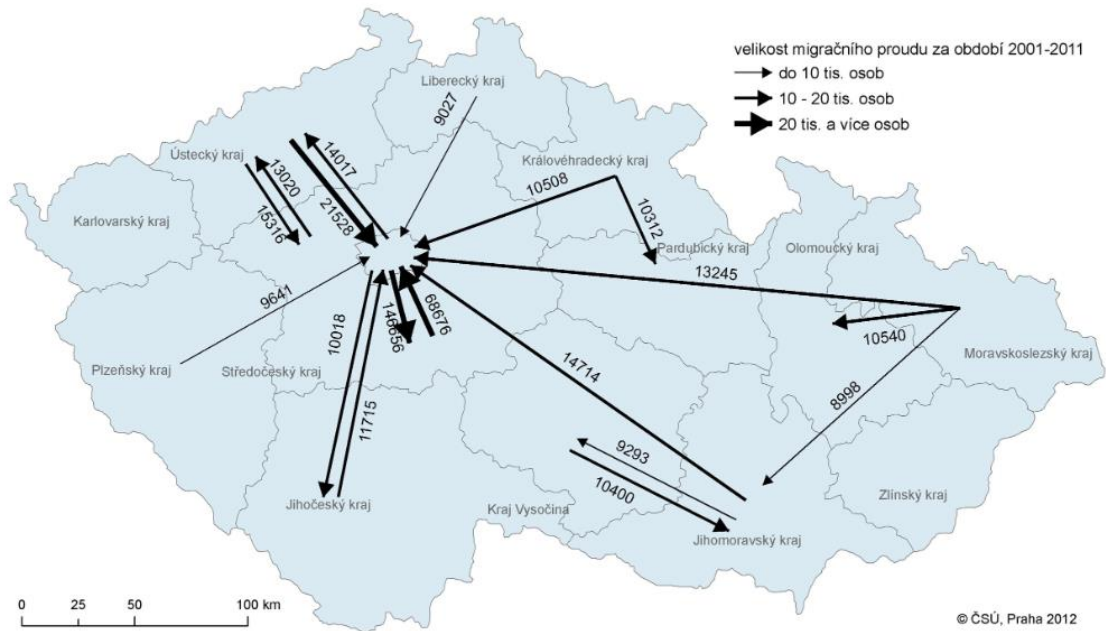 velikost migračního proudu za období 2001-2011
do 10 tis. osob
10 - 20 tis. osob
20 tis. a více osob
Liberecký kraj
9027
Ústecký kraj
14017
Královéhradecký kraj
13020
10508
21528
15316
10312
Karlovarský kraj
Pardubický kraj
Olomoucký kraj
13245
9641
68676
146656
10018
10540
Moravskoslezský kraj
Plzeňský kraj
Středočeský kraj
14714
8998
11715
9293
10400
Jihočeský kraj
Kraj Vysočina
Zlínský kraj
Jihomoravský kraj
0 25 50 100 km
© ČSÚ, Praha 2012